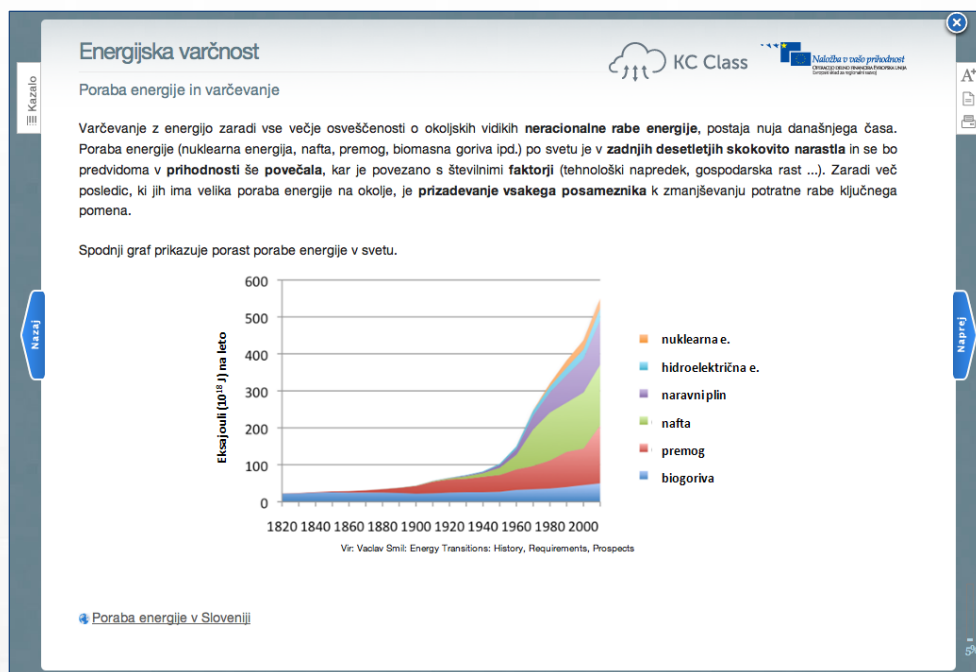 Energijska varčnost
KC Class
Naložba v vašo prihodnost
Poraba energije in varčevanje
Kazalo
Varčevanje z energijo zaradi vse večje osveščenosti o okoljskih vidikih neracionalne rabe energije, postaja nuja današnjega časa.
Poraba energije (nuklearna energija, nafta, premog, biomasna goriva ipd.) po svetu je v zadnjih desetletjih skokovito narastla in se bo
predvidoma v prihodnosti še povečala, kar je povezano s številnimi faktorji (tehnološki napredek, gospodarska rast ...). Zaradi več
posledic, ki jih ima velika poraba energije na okolje, je prizadevanje vsakega posameznika k zmanjševanju potratne rabe ključnega
pomena.
Spodnji graf prikazuje porast porabe energije v svetu.
Nazaj
Naprej
Eksajouli (10¹⁸ J) na leto
600
500
400
300
200
100
0
1820 1840 1860 1880 1900 1920 1940 1960 1980 2000
nuklearna e.
hidroelektrična e.
naravni plin
nafta
premog
biogoriva
Vir: Vaclav Smil: Energy Transitions: History, Requirements, Prospects
Poraba energije v Sloveniji